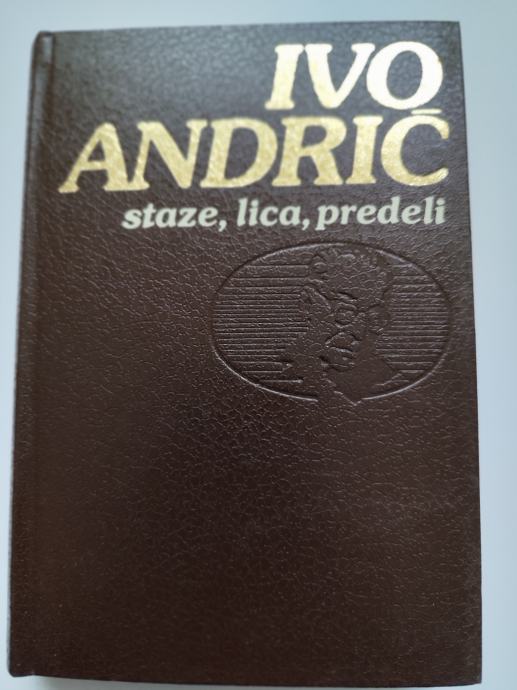 IVO
ANDRIĆ
staze, lica, predeli